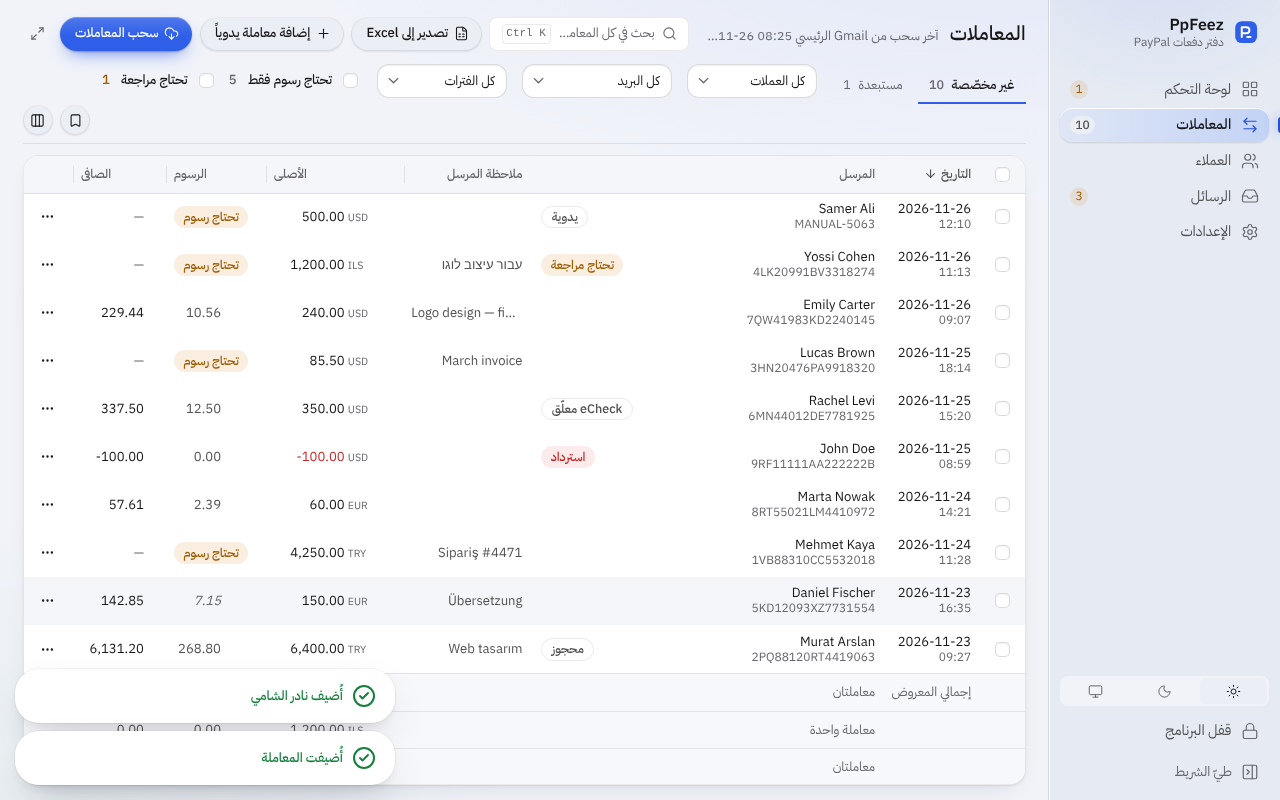 PpFeez
دفتر دفعات PayPal
لوحة التحكم 1
المعاملات 10
العملاء
الرسائل 3
الإعدادات
قفل البرنامج
طيّ الشريط
المعاملات
آخر سحب من Gmail الرئيسي 08:25 11-26...
بحث في كل المعام... Ctrl K
تصدير إلى Excel
إضافة معاملة يدوياً
سحب المعاملات
غير مخصّصة 10
مستبعدة 1
كل العملات
كل البريد
كل الفترات
تحتاج رسوم فقط 5
تحتاج مراجعة 1
التاريخ المرسل ملاحظة المرسل الأصلي الرسوم الصافي
2026-11-26 Samer Ali يدوية 500.00 USD تحتاج رسوم —
12:10 MANUAL-5063
2026-11-26 Yossi Cohen تحتاج مراجعة עבור עיצוב לוגו 1,200.00 ILS تحتاج رسوم —
11:13 4LK20991BV3318274
2026-11-26 Emily Carter Logo design — fi... 240.00 USD 10.56 229.44
09:07 7QW41983KD2240145
2026-11-25 Lucas Brown March invoice 85.50 USD تحتاج رسوم —
18:14 3HN20476PA9918320
2026-11-25 Rachel Levi eCheck معلّق 350.00 USD 12.50 337.50
15:20 6MN44012DE7781925
2026-11-25 John Doe استرداد -100.00 USD 0.00 -100.00
08:59 9RF11111AA222222B
2026-11-24 Marta Nowak 60.00 EUR 2.39 57.61
14:21 8RT55021LM4410972
2026-11-24 Mehmet Kaya Sipariş #4471 4,250.00 TRY تحتاج رسوم —
11:28 1VB88310CC5532018
2026-11-23 Daniel Fischer Übersetzung 150.00 EUR 7.15 142.85
16:35 5KD12093XZ7731554
2026-11-23 Murat Arslan محجوز Web tasarım 6,400.00 TRY 268.80 6,131.20
09:27 2PQ88120RT4419063
إجمالي المعروض معاملتان
معاملة واحدة 1,200.00 ILS 0.00 0.00
معاملتان
أُضيف نادر الشامي
أُضيفت المعاملة